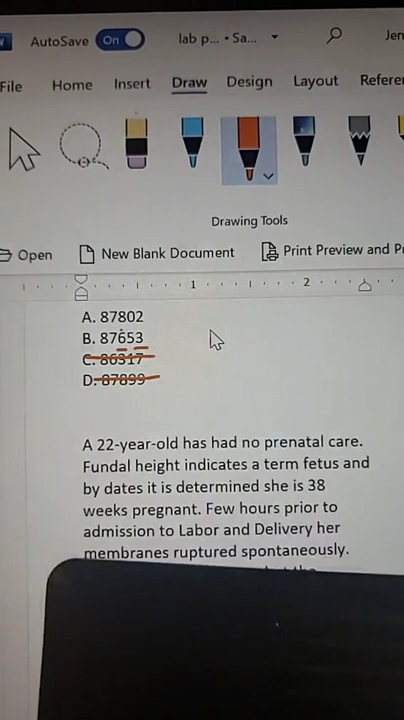 AutoSave On lab p... • Sa...
File Home Insert Draw Design Layout
Drawing Tools
Open New Blank Document Print Preview and
1 2
A. 87802
B. 87653
C. 86317
D. 87899
A 22-year-old has had no prenatal care.
Fundal height indicates a term fetus and
by dates it is determined she is 38
weeks pregnant. Few hours prior to
admission to Labor and Delivery her
membranes ruptured spontaneously.